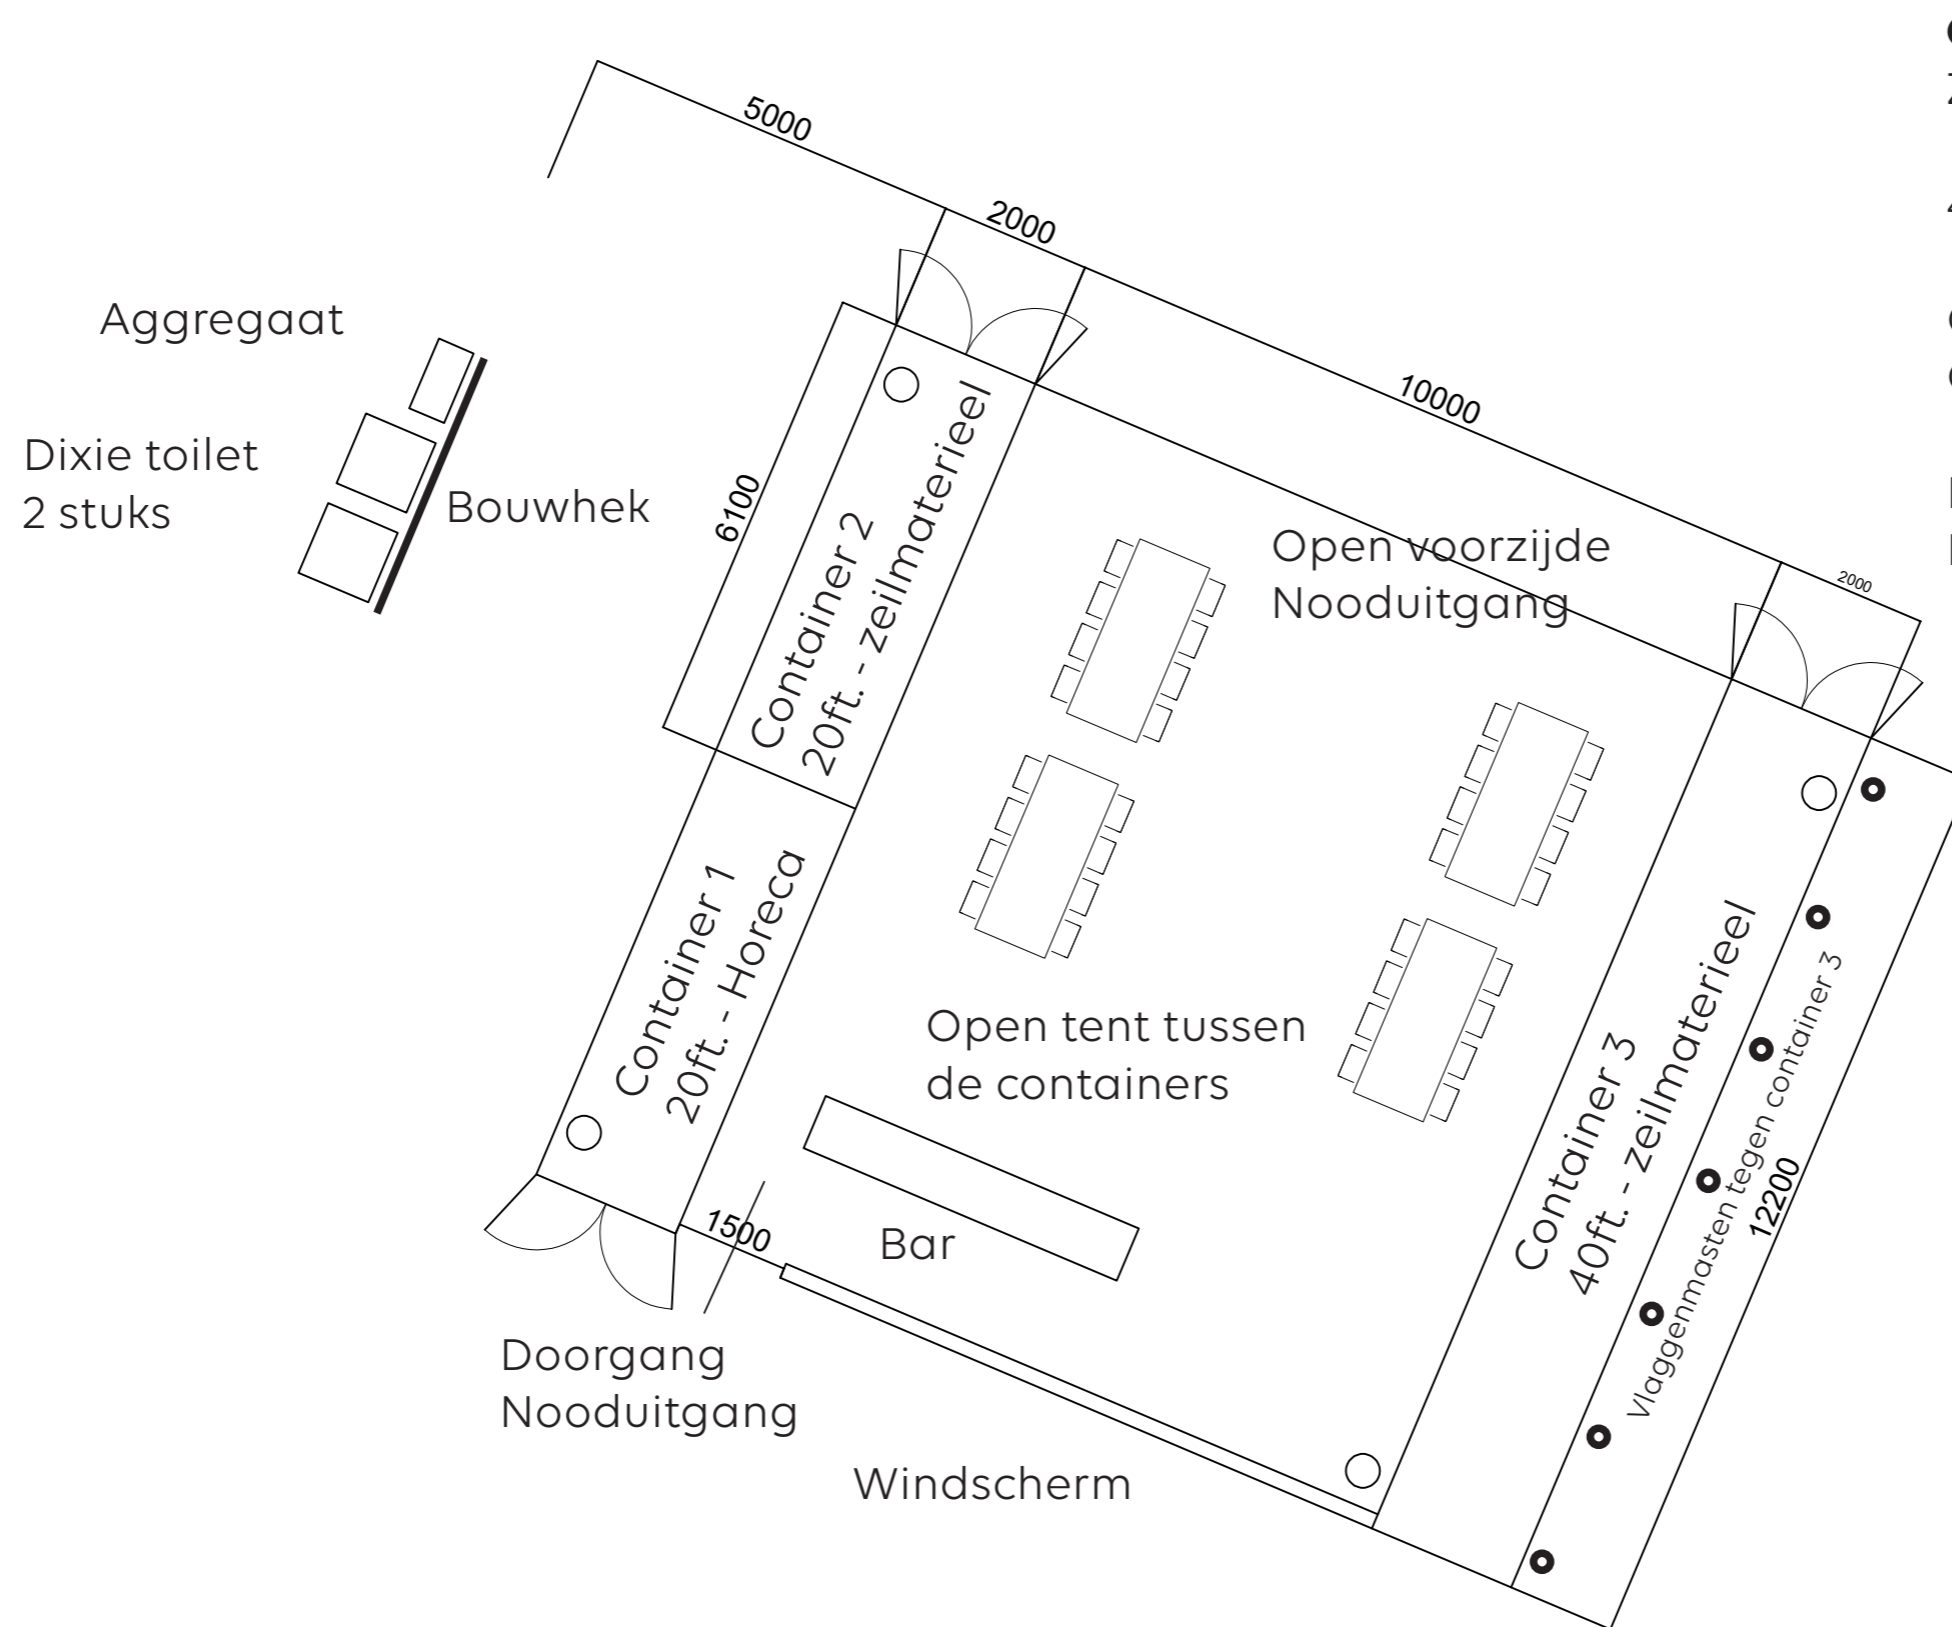 5000
2000
10000
2000
Aggregaat
Dixie toilet
2 stuks
Bouwhek
6100
Container 2
20ft. - zeilmaterieel
Open voorzijde
Nooduitgang
Container 1
20ft. - Horeca
Open tent tussen
de containers
Container 3
40ft. - zeilmaterieel
Vlaggenmasten tegen container 3
12200
1500
Bar
Doorgang
Nooduitgang
Windscherm